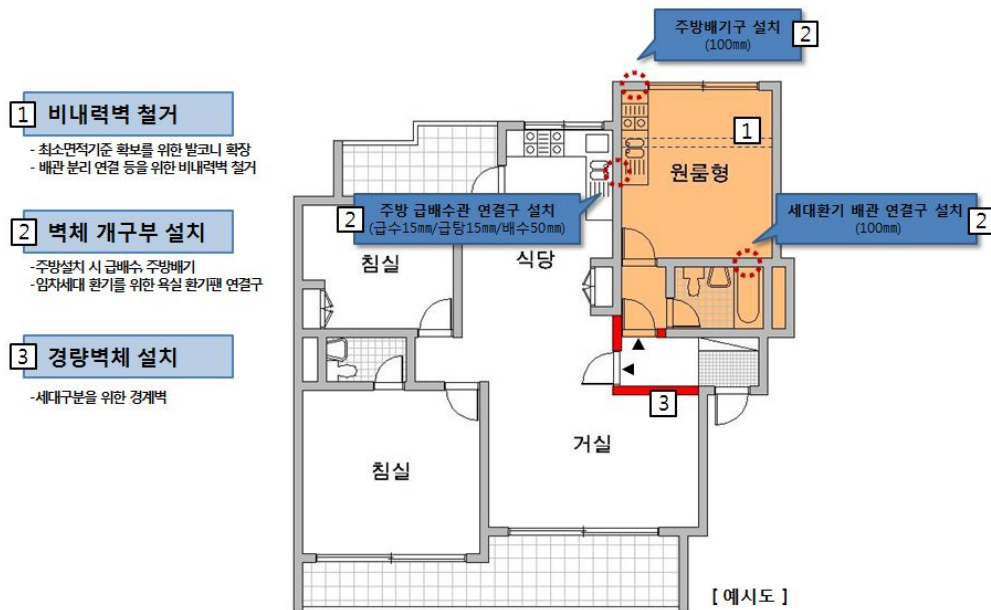 주방배기구 설치
(100mm)
2
1 비내력벽 철거
- 최소면적기준 확보를 위한 발코니 확장
- 배관 분리 연결 등을 위한 비내력벽 철거
1
원룸형
2 주방 급배수관 연결구 설치
(급수15mm/급탕15mm/배수50mm)
세대환기 배관 연결구 설치
(100mm)
2
2 벽체 개구부 설치
-주방설치 시 급배수, 주방배기
-임차세대 환기를 위한 욕실 환기팬 연결구
침실
식당
3 경량벽체 설치
-세대구분을 위한 경계벽
3
거실
침실
[ 예시도 ]